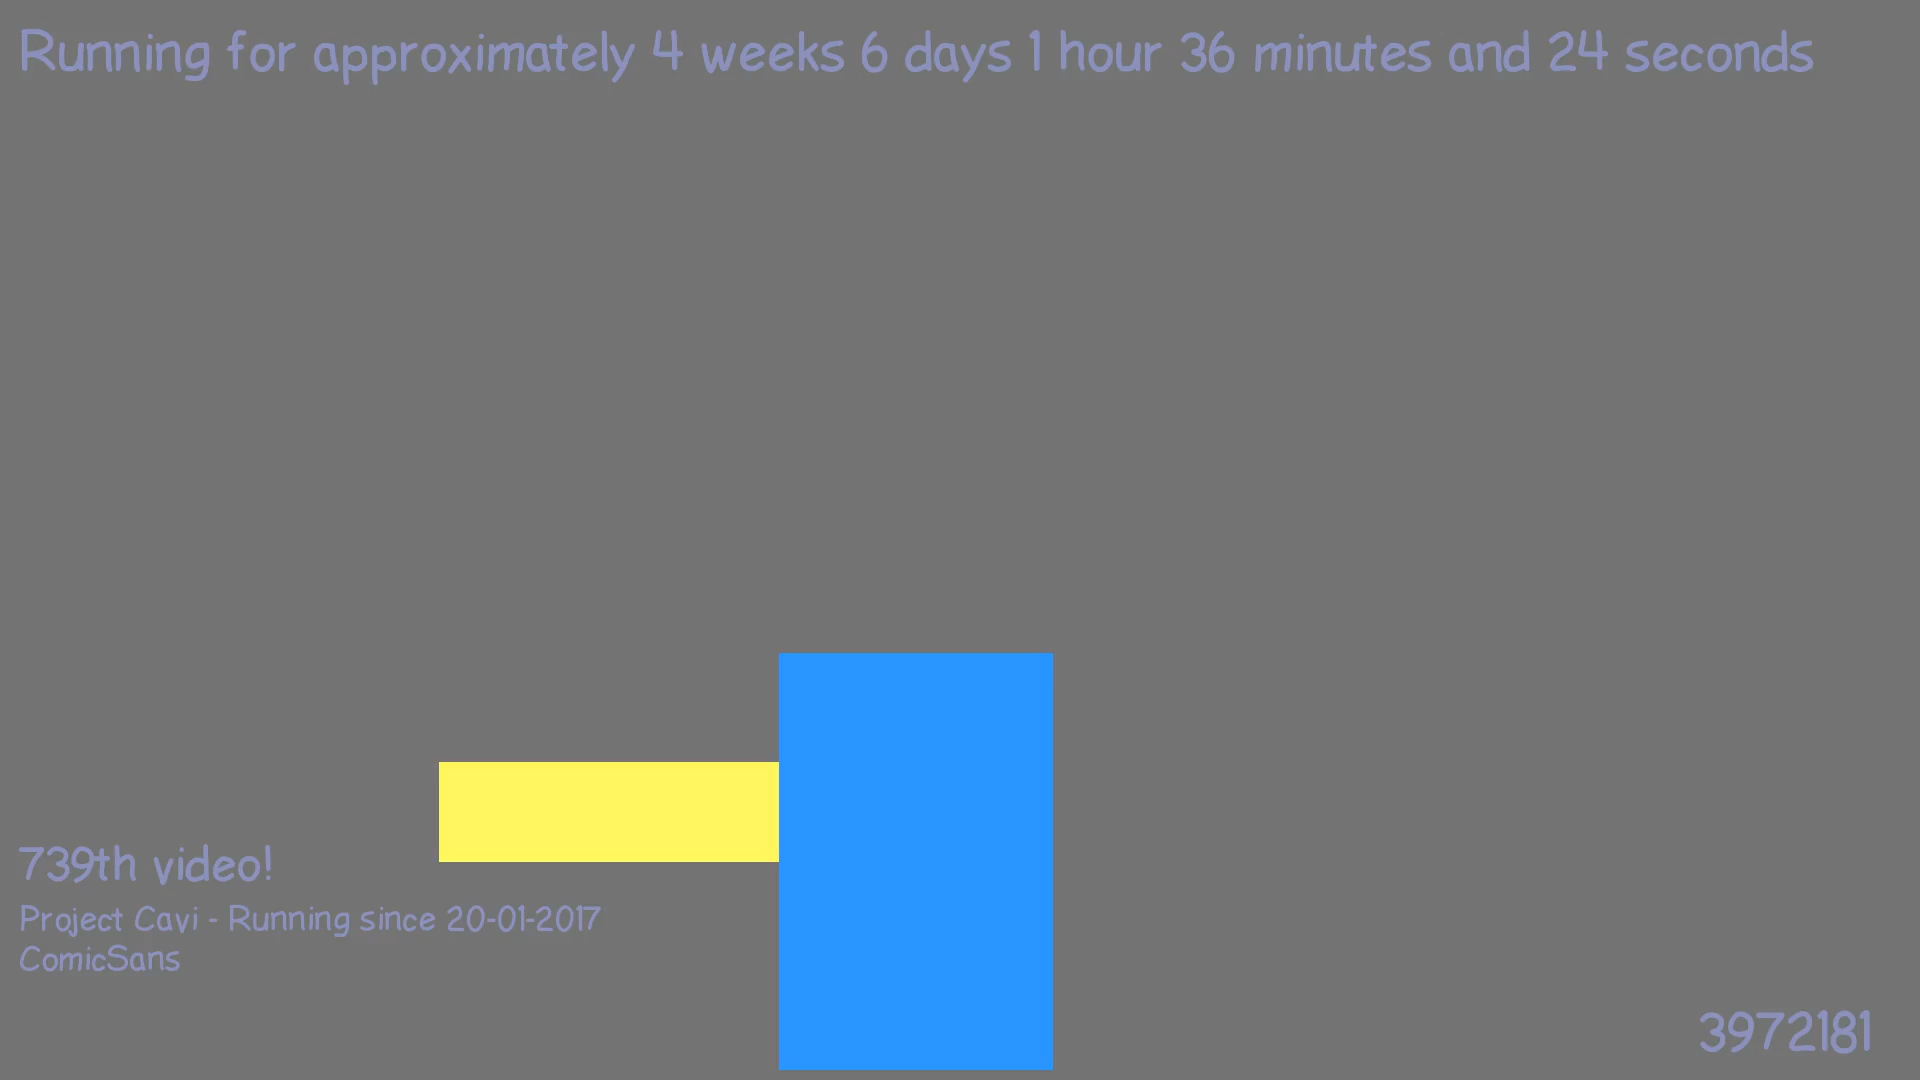 Running for approximately 4 weeks 6 days 1 hour 36 minutes and 24 seconds
739th video!
Project Cavi - Running since 20-01-2017
ComicSans
3972181